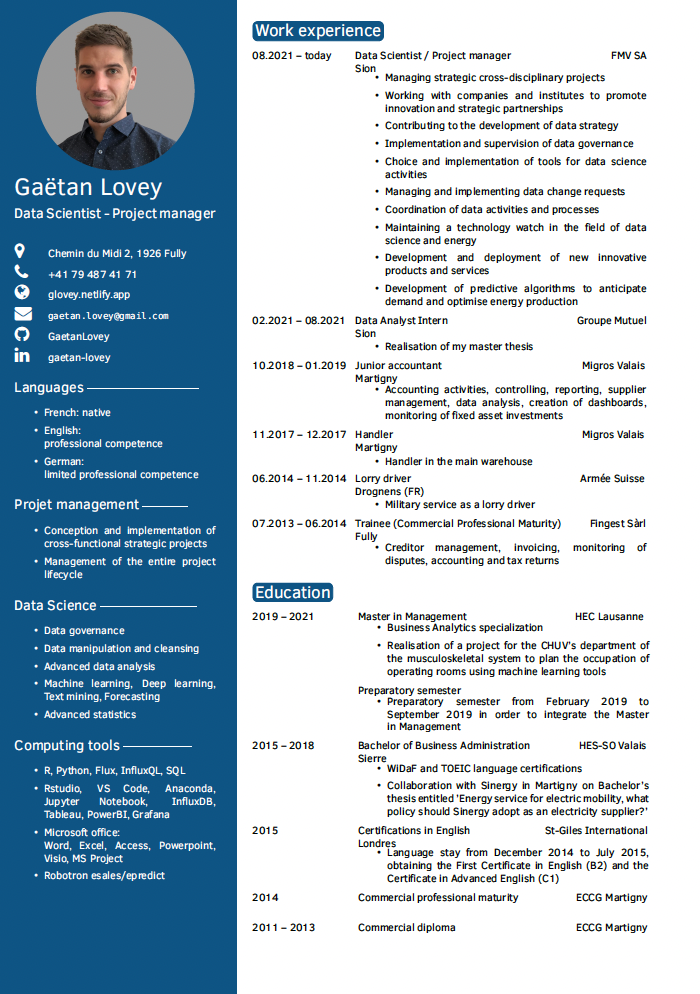 Gaëtan Lovey
Data Scientist - Project manager
Chemin du Midi 2, 1926 Fully
+41 79 487 41 71
glovey.netlify.app
gaetan.lovey@gmail.com
GaetanLovey
gaetan-lovey
Languages
• French: native
• English:
professional competence
• German:
limited professional competence
Projet management
• Conception and implementation of
cross-functional strategic projects
• Management of the entire project
lifecycle
Data Science
• Data governance
• Data manipulation and cleansing
• Advanced data analysis
• Machine learning, Deep learning,
Text mining, Forecasting
• Advanced statistics
Computing tools
• R, Python, Flux, InfluxQL, SQL
• Rstudio, VS Code, Anaconda,
Jupyter Notebook, InfluxDB,
Tableau, PowerBI, Grafana
• Microsoft office:
Word, Excel, Access, Powerpoint,
Visio, MS Project
• Robotron esales/epredict
Work experience
08.2021 – today Data Scientist / Project manager FMV SA
Sion
• Managing strategic cross-disciplinary projects
• Working with companies and institutes to promote
innovation and strategic partnerships
• Contributing to the development of data strategy
• Implementation and supervision of data governance
• Choice and implementation of tools for data science
activities
• Managing and implementing data change requests
• Coordination of data activities and processes
• Maintaining a technology watch in the field of data
science and energy
• Development and deployment of new innovative
products and services
• Development of predictive algorithms to anticipate
demand and optimise energy production
02.2021 – 08.2021 Data Analyst Intern Groupe Mutuel
Sion
• Realisation of my master thesis
10.2018 – 01.2019 Junior accountant Migros Valais
Martigny
• Accounting activities, controlling, reporting, supplier
management, data analysis, creation of dashboards,
monitoring of fixed asset investments
11.2017 – 12.2017 Handler Migros Valais
Martigny
• Handler in the main warehouse
06.2014 – 11.2014 Lorry driver Armée Suisse
Drognens (FR)
• Military service as a lorry driver
07.2013 – 06.2014 Trainee (Commercial Professional Maturity) Fingest Sàrl
Fully
• Creditor management, invoicing, monitoring of
disputes, accounting and tax returns
Education
2019 – 2021 Master in Management HEC Lausanne
• Business Analytics specialization
• Realisation of a project for the CHUV's department of
the musculoskeletal system to plan the occupation of
operating rooms using machine learning tools
Preparatory semester
• Preparatory semester from February 2019 to
September 2019 in order to integrate the Master
in Management
2015 – 2018 Bachelor of Business Administration HES-SO Valais
Sierre
• WiDaF and TOEIC language certifications
• Collaboration with Sinergy in Martigny on Bachelor's
thesis entitled 'Energy service for electric mobility, what
policy should Sinergy adopt as an electricity supplier?'
2015 Certifications in English St-Giles International
Londres
• Language stay from December 2014 to July 2015,
obtaining the First Certificate in English (B2) and the
Certificate in Advanced English (C1)
2014 Commercial professional maturity ECCG Martigny
2011 – 2013 Commercial diploma ECCG Martigny